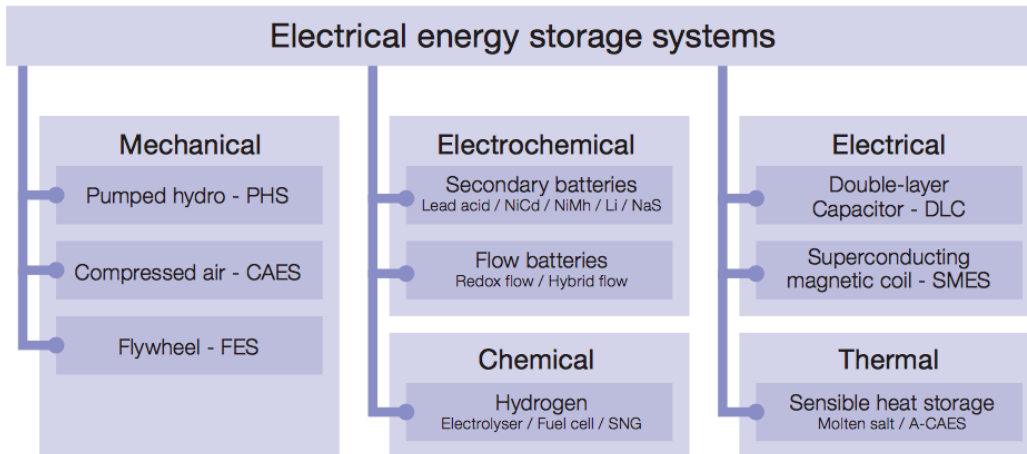 Electrical energy storage systems
Mechanical
Pumped hydro - PHS
Compressed air - CAES
Flywheel - FES
Electrochemical
Secondary batteries
Lead acid / NiCd / NiMh / Li / NaS
Flow batteries
Redox flow / Hybrid flow
Chemical
Hydrogen
Electrolyser / Fuel cell / SNG
Electrical
Double-layer
Capacitor - DLC
Superconducting
magnetic coil - SMES
Thermal
Sensible heat storage
Molten salt / A-CAES